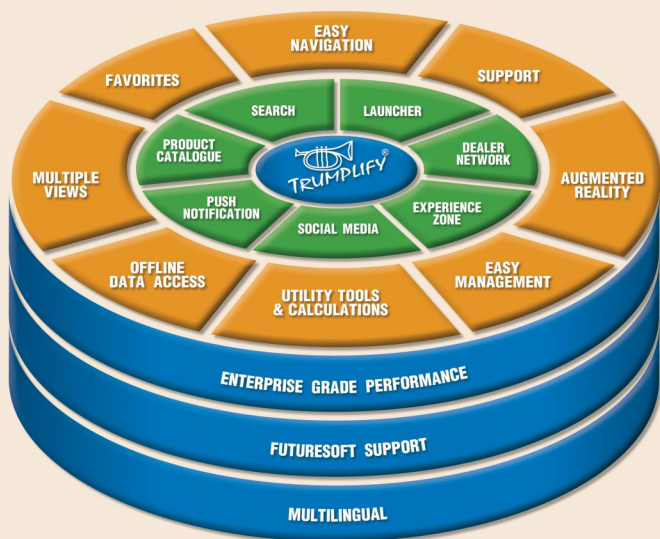 EASY
NAVIGATION
FAVORITES
SUPPORT
SEARCH
LAUNCHER
PRODUCT
CATALOGUE
DEALER
NETWORK
TRUMPLIFY®
MULTIPLE
VIEWS
AUGMENTED
REALITY
PUSH
NOTIFICATION
EXPERIENCE
ZONE
SOCIAL MEDIA
OFFLINE
DATA ACCESS
EASY
MANAGEMENT
UTILITY TOOLS
& CALCULATIONS
ENTERPRISE GRADE PERFORMANCE
FUTURESOFT SUPPORT
MULTILINGUAL